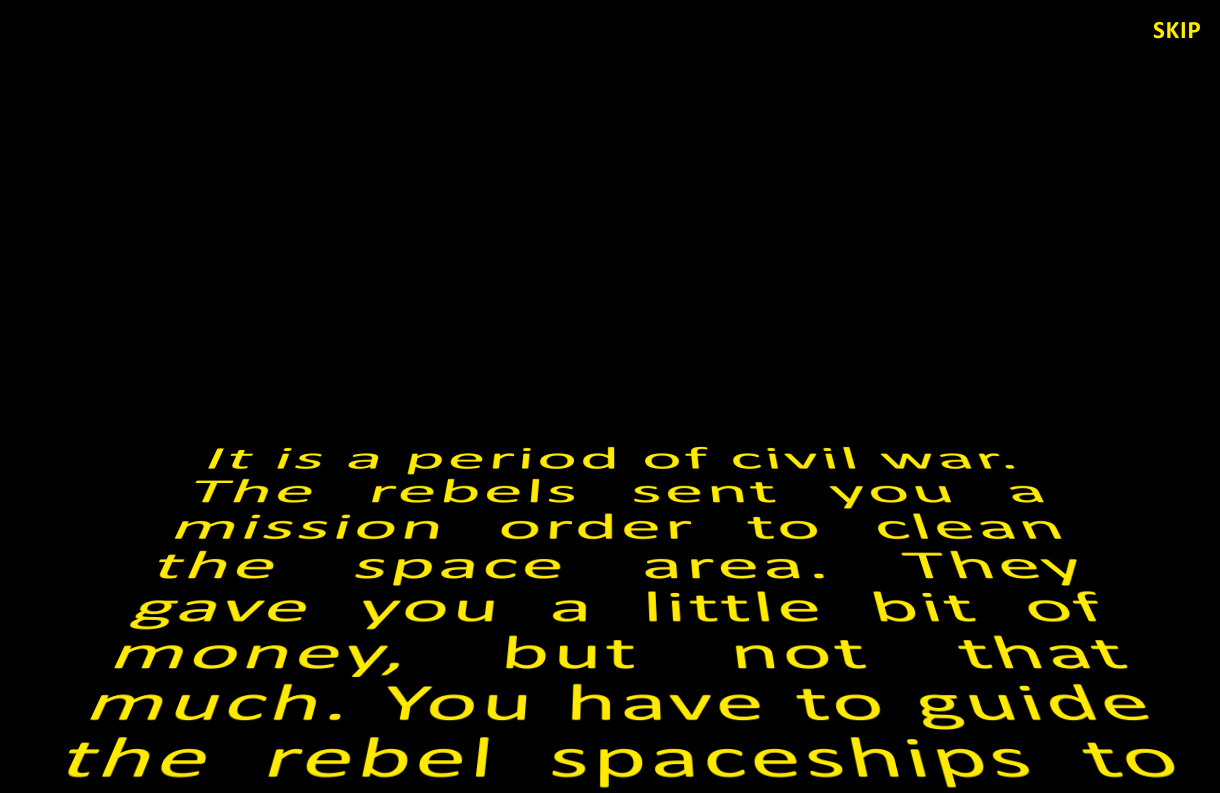 SKIP
It is a period of civil war.
The rebels sent you a
mission order to clean
the space area. They
gave you a little bit of
money, but not that
much. You have to guide
the rebel spaceships to